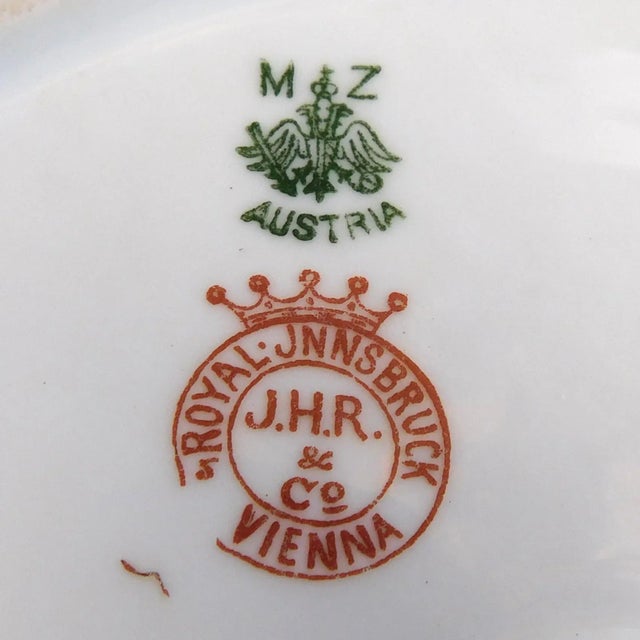 M Z
AUSTRIA
ROYAL·JNNSBRUCK
J.H.R.
&
Co
VIENNA